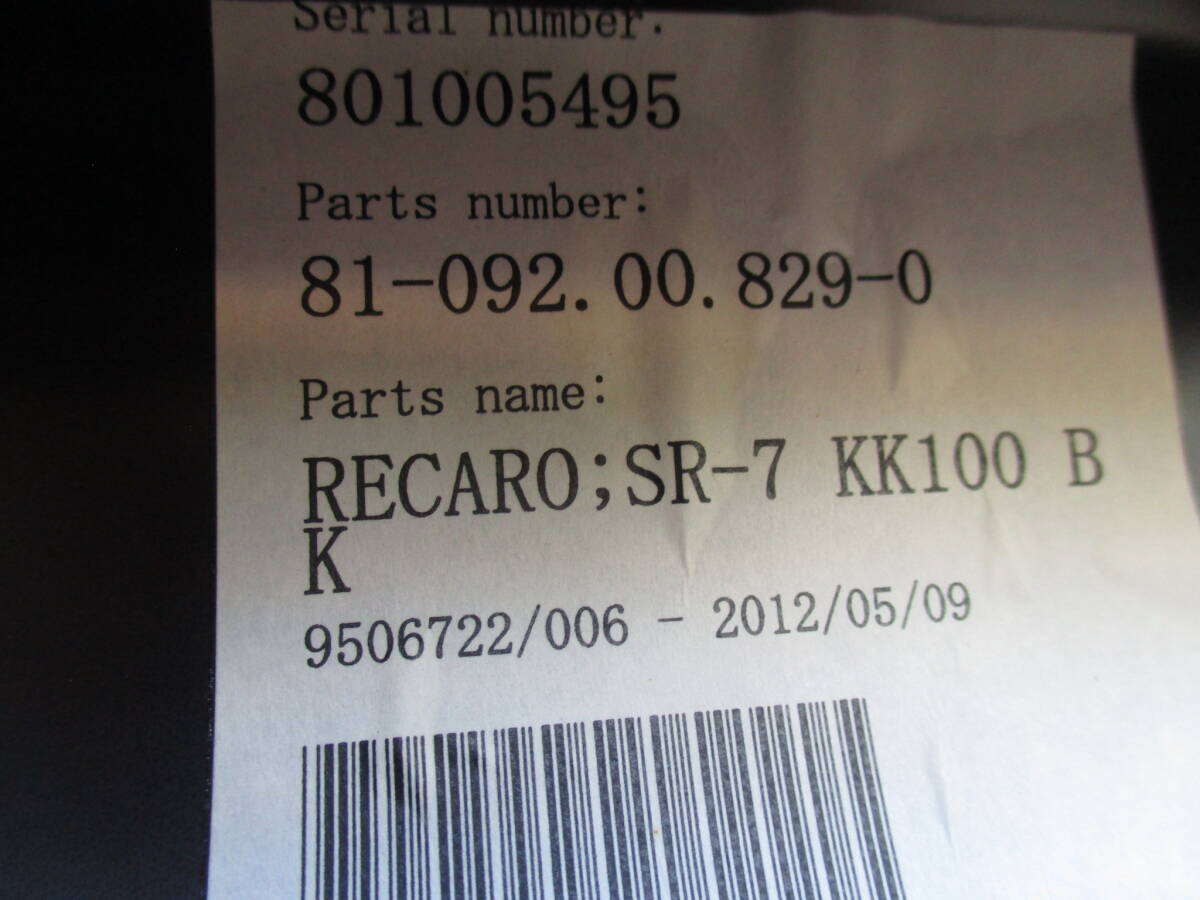 Serial number:
801005495
Parts number:
81-092.00.829-0
Parts name:
RECARO;SR-7 KK100 B
K
9506722/006 - 2012/05/09